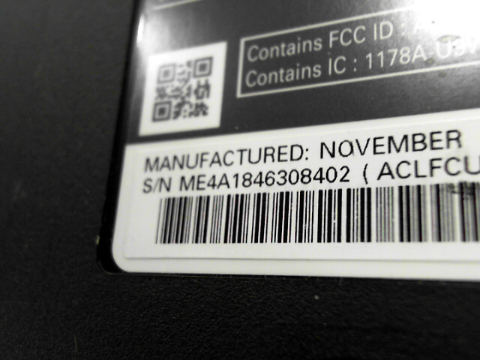 Contains FCC ID : A
Contains IC : 1178A-
MANUFACTURED: NOVEMBER
S/N ME4A1846308402 ( ACLFCU